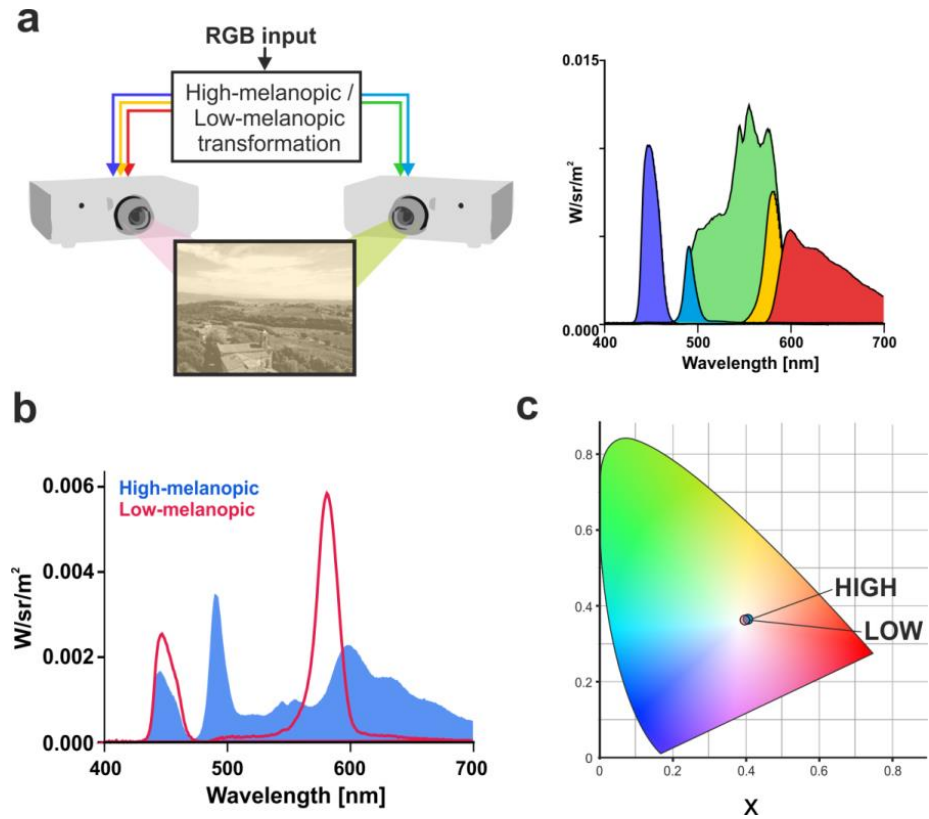 a
RGB input
High-melanopic /
Low-melanopic
transformation
0.015
W/sr/m²
0.000
400
500
600
700
Wavelength [nm]
b
High-melanopic
Low-melanopic
0.006
0.004
0.002
0.000
W/sr/m²
400
500
600
700
Wavelength [nm]
c
0.8
0.6
0.4
0.2
0
HIGH
LOW
0
0.2
0.4
0.6
0.8
X